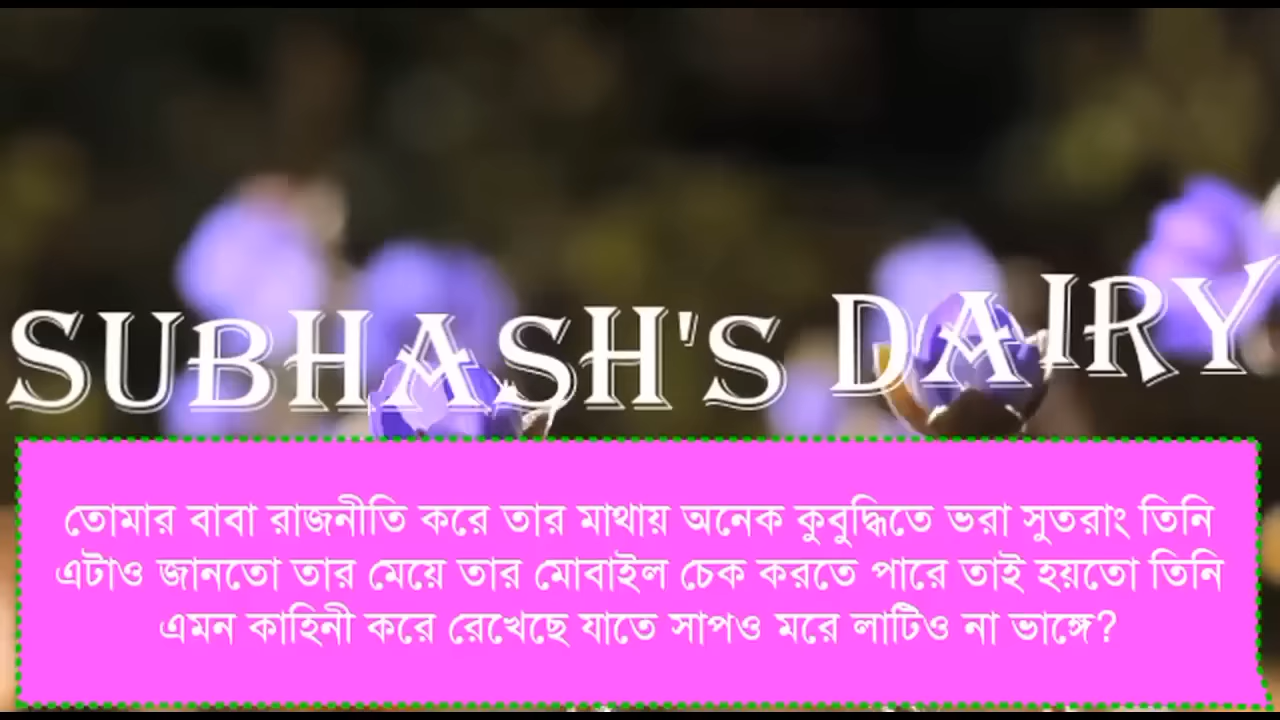 SUBHASH'S DAIRY
তোমার বাবা রাজনীতি করে তার মাথায় অনেক কুবুদ্ধিতে ভরা সুতরাং তিনি
এটাও জানতো তার মেয়ে তার মোবাইল চেক করতে পারে তাই হয়তো তিনি
এমন কাহিনী করে রেখেছে যাতে সাপও মরে লাটিও না ভাঙ্গে?